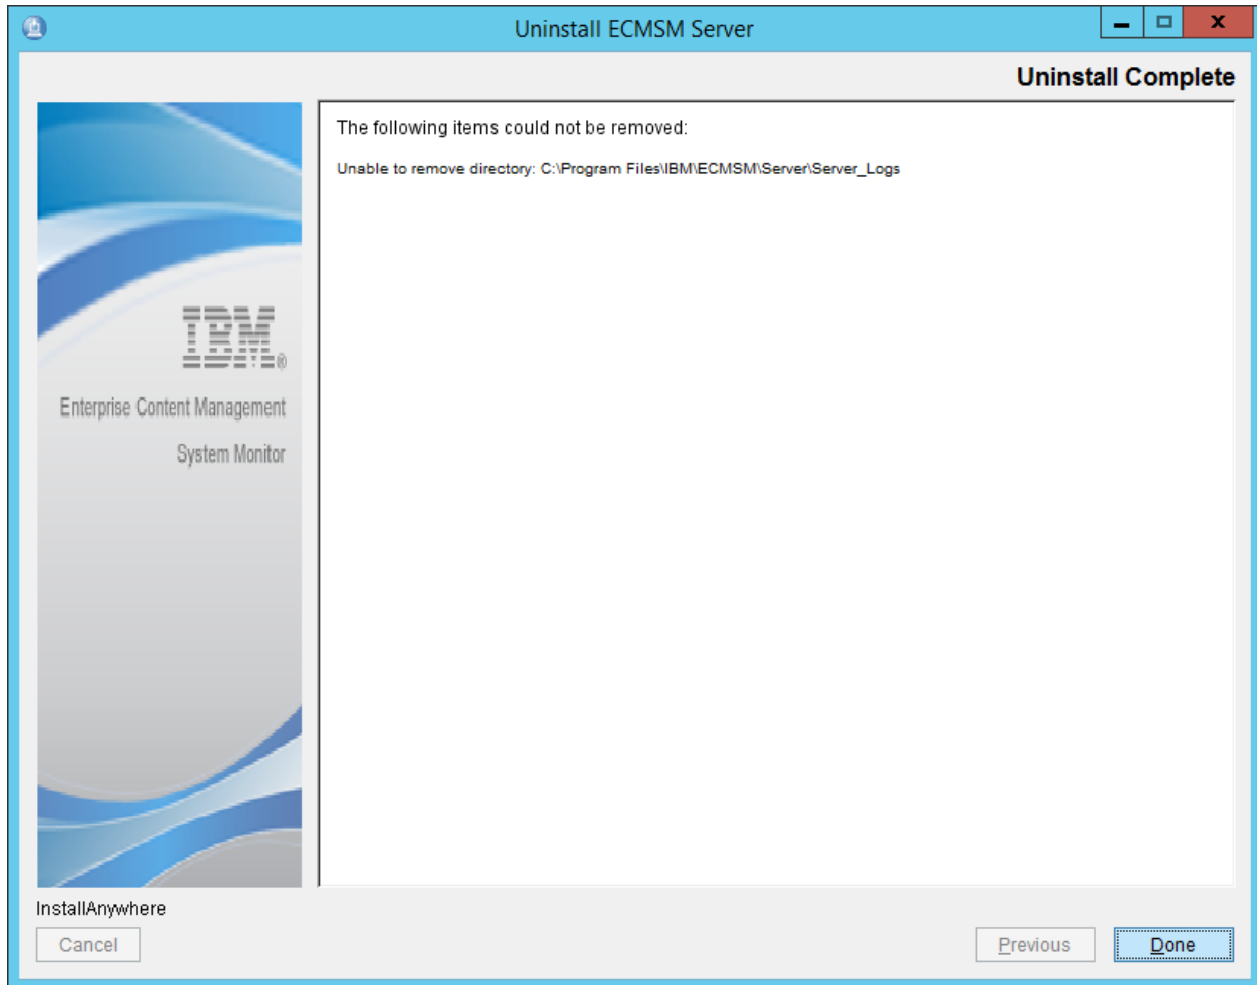 Uninstall ECMSM Server
Uninstall Complete
The following items could not be removed:
Unable to remove directory: C:\Program Files\IBM\ECMSM\Server\Server_Logs
IBM®
Enterprise Content Management
System Monitor
InstallAnywhere
Cancel
Previous
Done